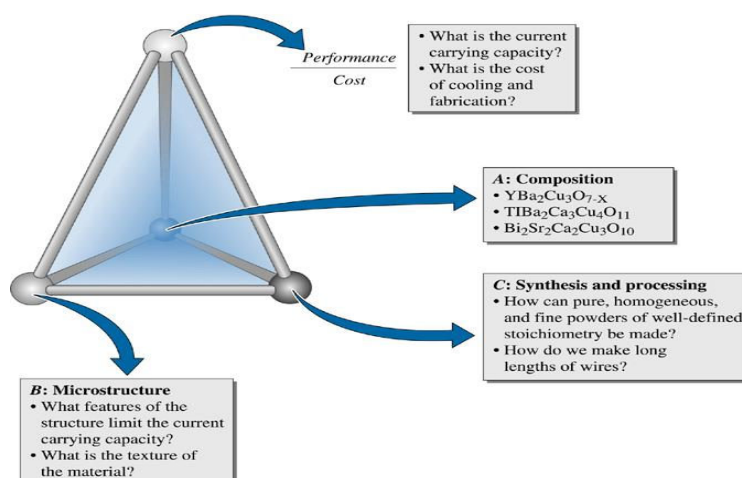 Performance
Cost
• What is the current
carrying capacity?
• What is the cost
of cooling and
fabrication?
A: Composition
• YBa₂Cu₃O₇₋ₓ
• TIBa₂Ca₃Cu₄O₁₁
• Bi₂Sr₂Ca₂Cu₃O₁₀
C: Synthesis and processing
• How can pure, homogeneous,
and fine powders of well-defined
stoichiometry be made?
• How do we make long
lengths of wires?
B: Microstructure
• What features of the
structure limit the current
carrying capacity?
• What is the texture of
the material?